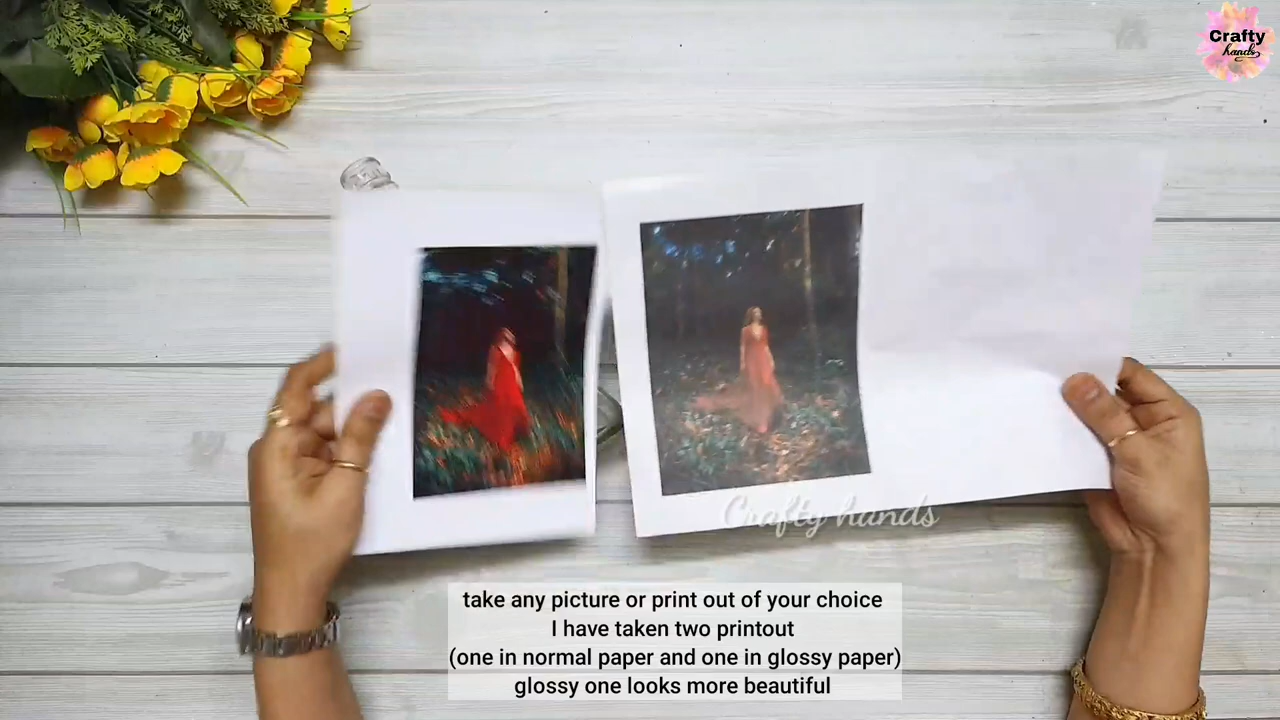 Crafty
hands
Crafty hands
take any picture or print out of your choice
I have taken two printout
(one in normal paper and one in glossy paper)
glossy one looks more beautiful